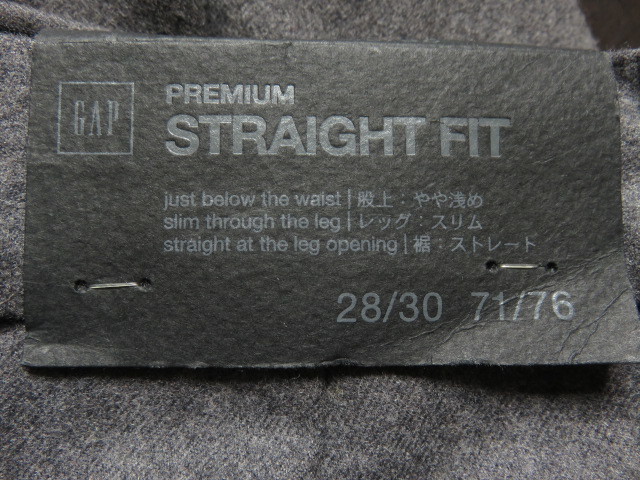 GAP
PREMIUM
STRAIGHT FIT
just below the waist | 股上：やや浅め
slim through the leg | レッグ：スリム
straight at the leg opening | 裾：ストレート
28/30 71/76